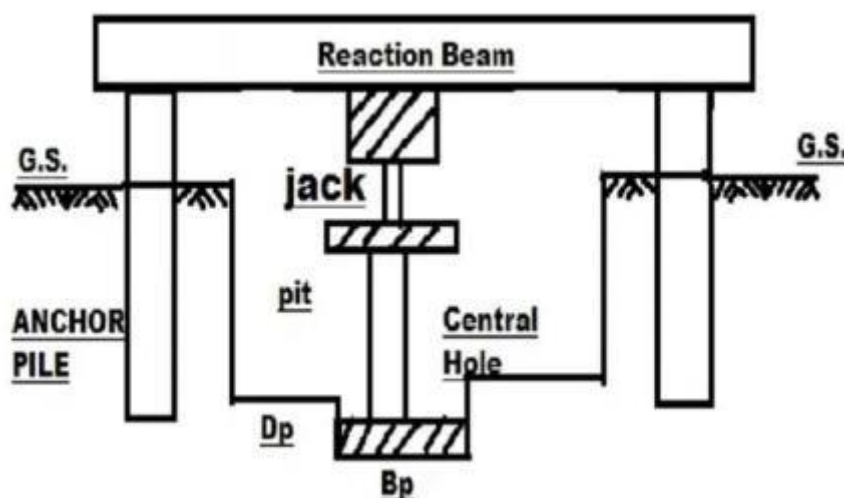 Reaction Beam
G.S.
G.S.
jack
pit
ANCHOR
PILE
Central
Hole
Dp
Bp